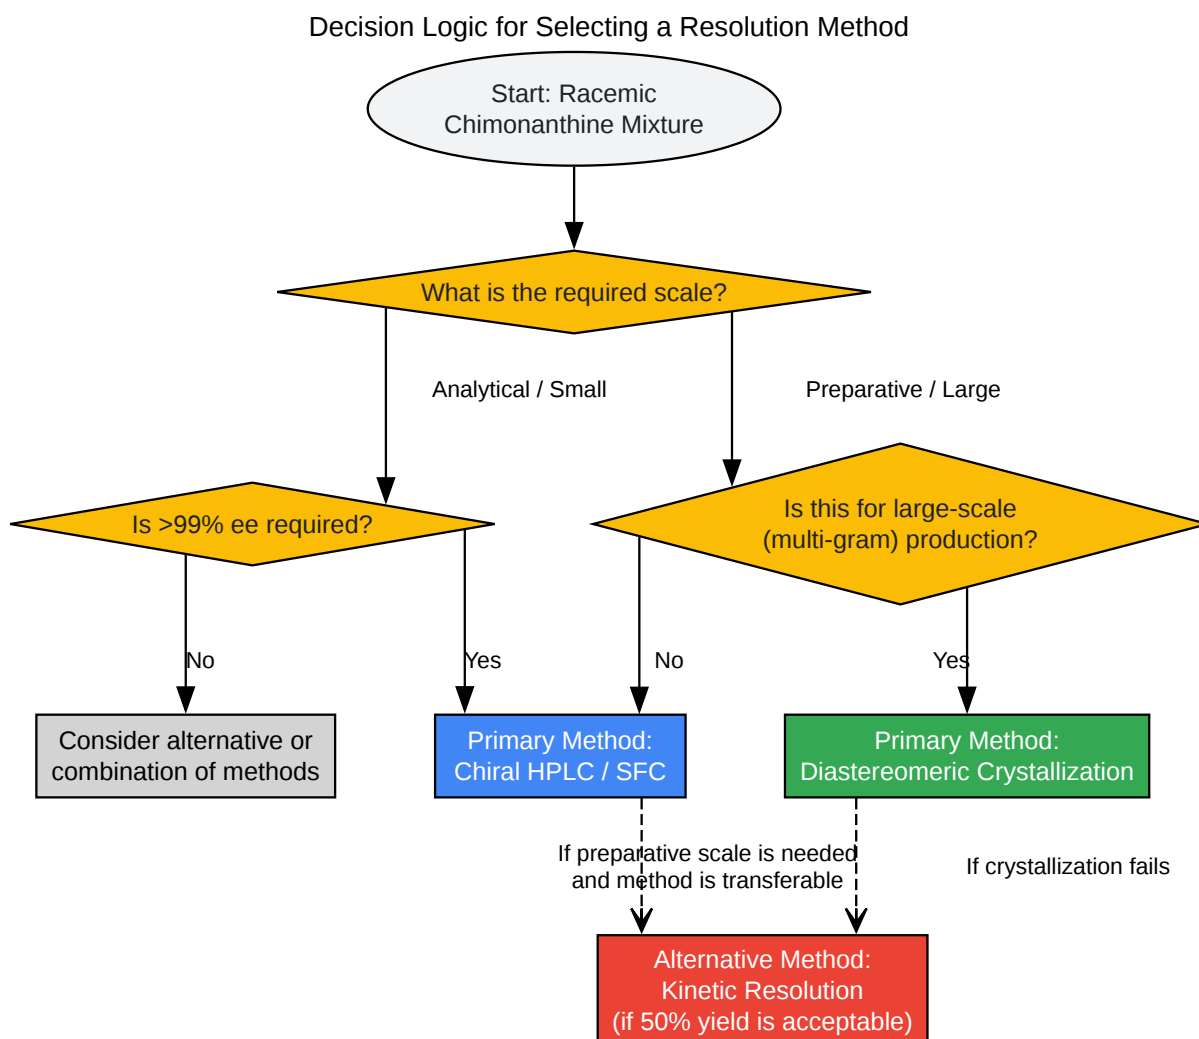 Decision Logic for Selecting a Resolution Method
Start: Racemic
Chimonanthine Mixture
What is the required scale?
Analytical / Small
Preparative / Large
Is >99% ee required?
Is this for large-scale
(multi-gram) production?
No
Yes
No
Yes
Consider alternative or
combination of methods
Primary Method:
Chiral HPLC / SFC
Primary Method:
Diastereomeric Crystallization
If preparative scale is needed
and method is transferable
If crystallization fails
Alternative Method:
Kinetic Resolution
(if 50% yield is acceptable)